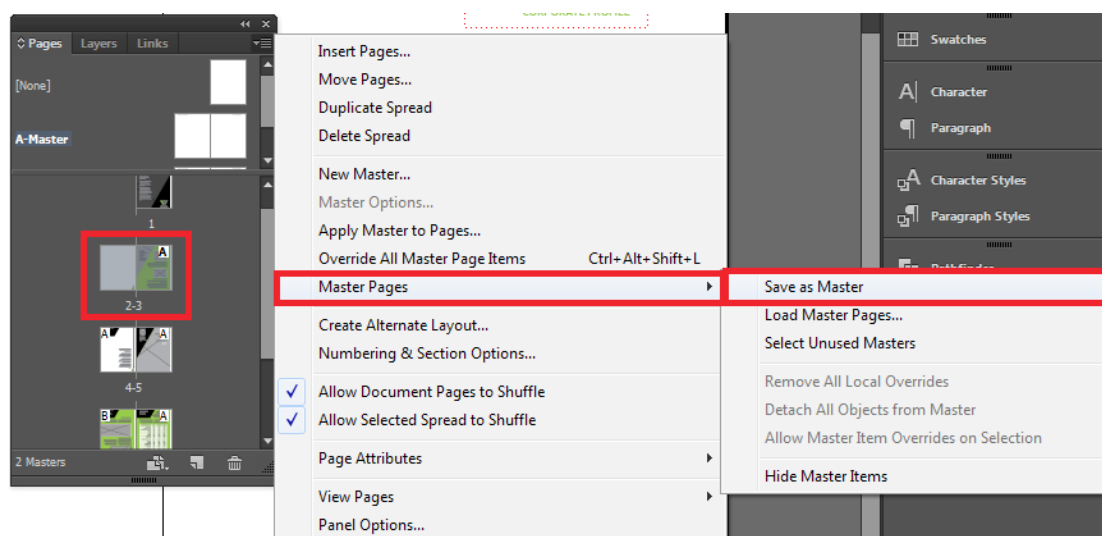 CORPORATE PROFILE
Pages Layers Links
[None]
A-Master
1
A
2-3
A A
4-5
B A
2 Masters
Insert Pages...
Move Pages...
Duplicate Spread
Delete Spread
New Master...
Master Options...
Apply Master to Pages...
Override All Master Page Items Ctrl+Alt+Shift+L
Master Pages
Create Alternate Layout...
Numbering & Section Options...
Allow Document Pages to Shuffle
Allow Selected Spread to Shuffle
Page Attributes
View Pages
Panel Options...
Save as Master
Load Master Pages...
Select Unused Masters
Remove All Local Overrides
Detach All Objects from Master
Allow Master Item Overrides on Selection
Hide Master Items
Swatches
Character
Paragraph
Character Styles
Paragraph Styles
Pathfinder